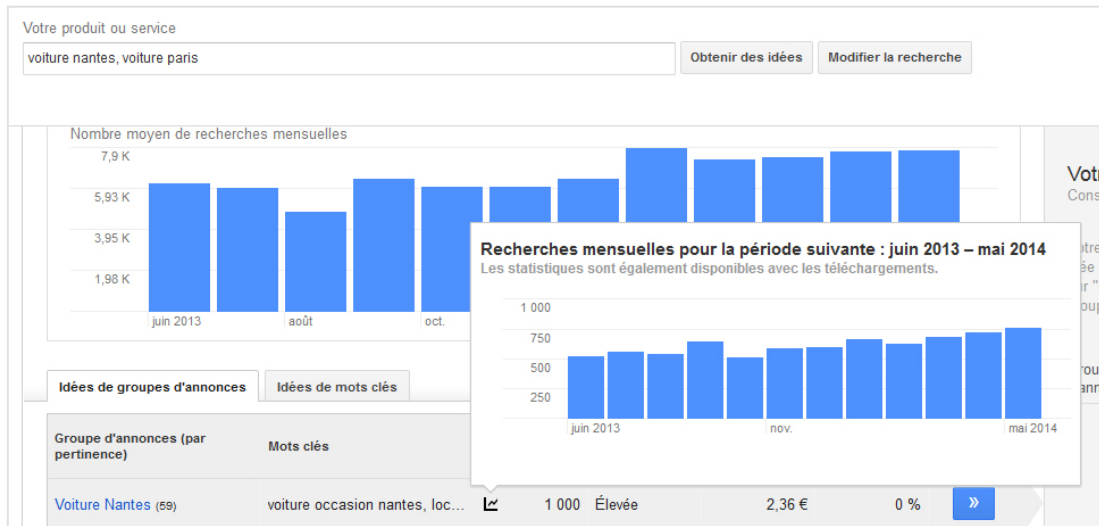 Votre produit ou service
voiture nantes, voiture paris
Obtenir des idées
Modifier la recherche
Nombre moyen de recherches mensuelles
7,9 K
5,93 K
3,95 K
1,98 K
juin 2013
août
oct.
Recherches mensuelles pour la période suivante : juin 2013 – mai 2014
Les statistiques sont également disponibles avec les téléchargements.
1 000
750
500
250
juin 2013
nov.
mai 2014
Idées de groupes d'annonces
Idées de mots clés
Groupe d'annonces (par
pertinence)
Mots clés
Voiture Nantes (59)
voiture occasion nantes, loc...
1 000
Élevée
2,36 €
0 %
»